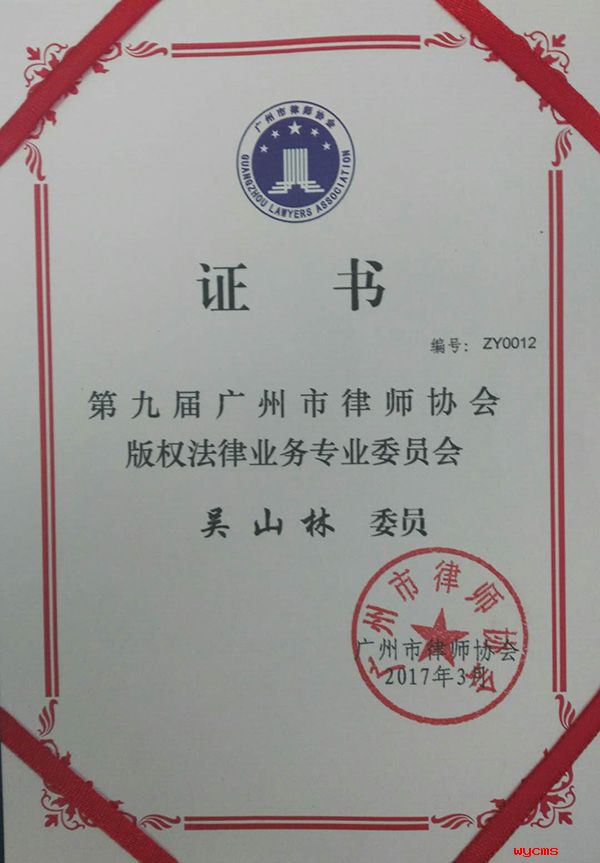 广州市律师协会
GUANGZHOU LAWYERS ASSOCIATION
证 书
编号: ZY0012
第九届广州市律师协会
版权法律业务专业委员会
吴山林 委员
广州市律师协会
广州市律师协会
2017年3月
wycms